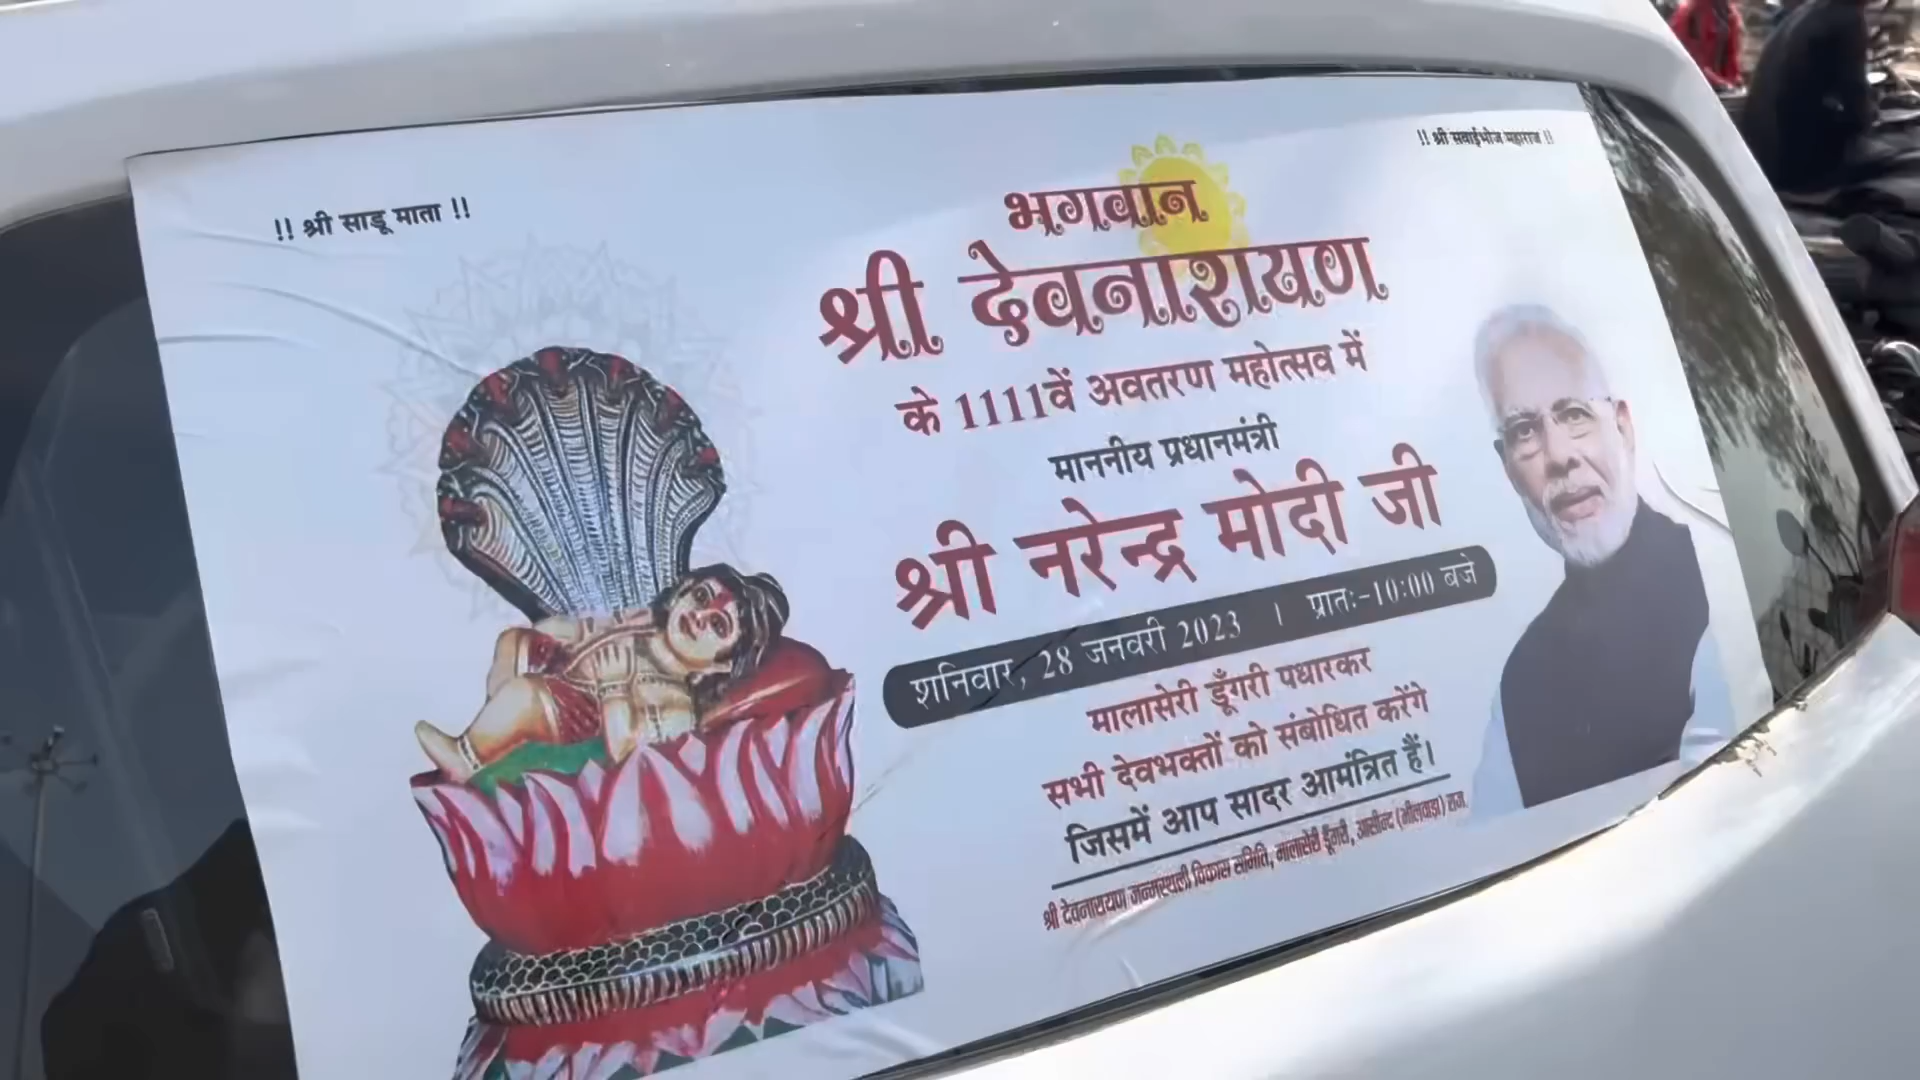 !! श्री साडू माता !!
!! श्री सवाईभोज महाराज !!
भगवान
श्री देवनारायण
के 1111वें अवतरण महोत्सव में
माननीय प्रधानमंत्री
श्री नरेन्द्र मोदी जी
शनिवार, 28 जनवरी 2023 । प्रातः-10:00 बजे
मालासेरी डूँगरी पधारकर
सभी देवभक्तों को संबोधित करेंगे
जिसमें आप सादर आमंत्रित हैं।
श्री देवनारायण जन्मस्थली विकास समिति, मालासेरी डूँगरी, आसीन्द (भीलवाड़ा) राज.